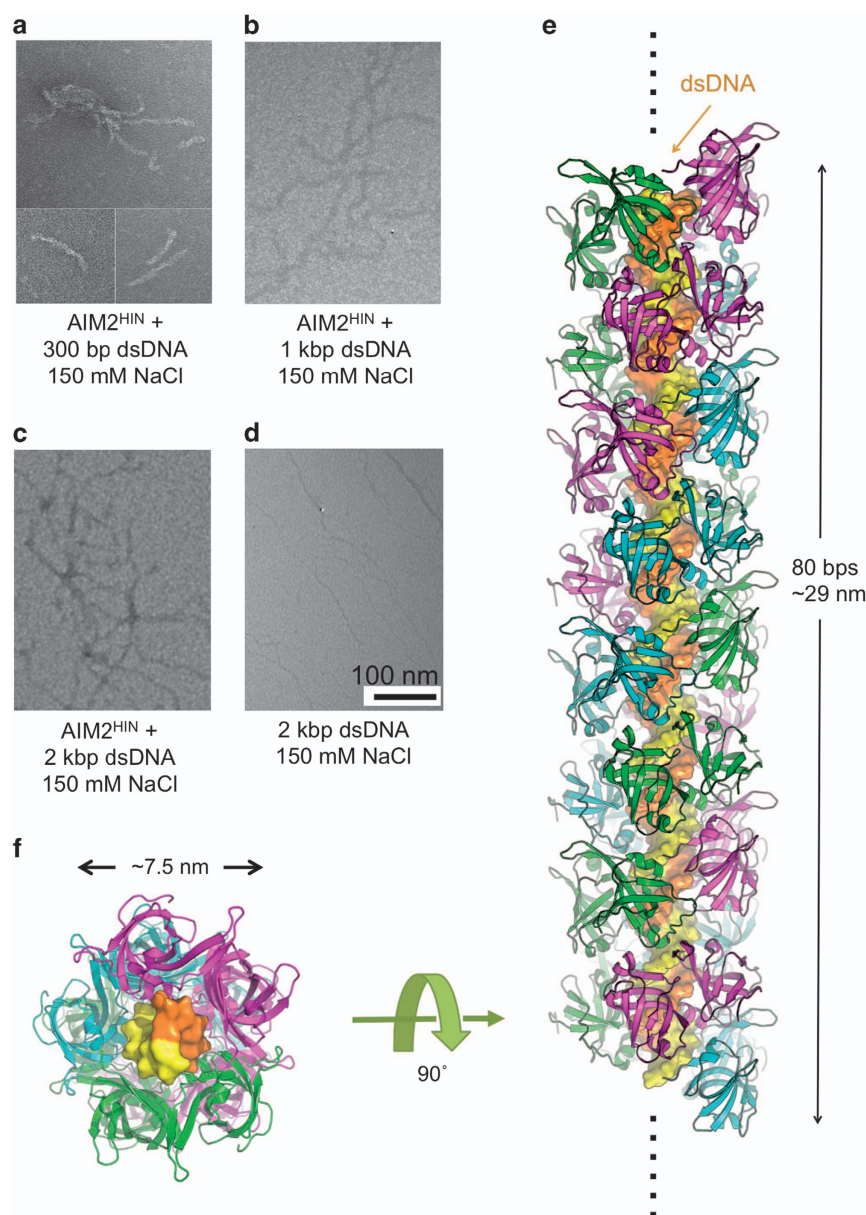 a
AIM2ᴴᴵᴺ +
300 bp dsDNA
150 mM NaCl
b
AIM2ᴴᴵᴺ +
1 kbp dsDNA
150 mM NaCl
c
AIM2ᴴᴵᴺ +
2 kbp dsDNA
150 mM NaCl
d
100 nm
2 kbp dsDNA
150 mM NaCl
e
dsDNA
80 bps
~29 nm
f
~7.5 nm
90°